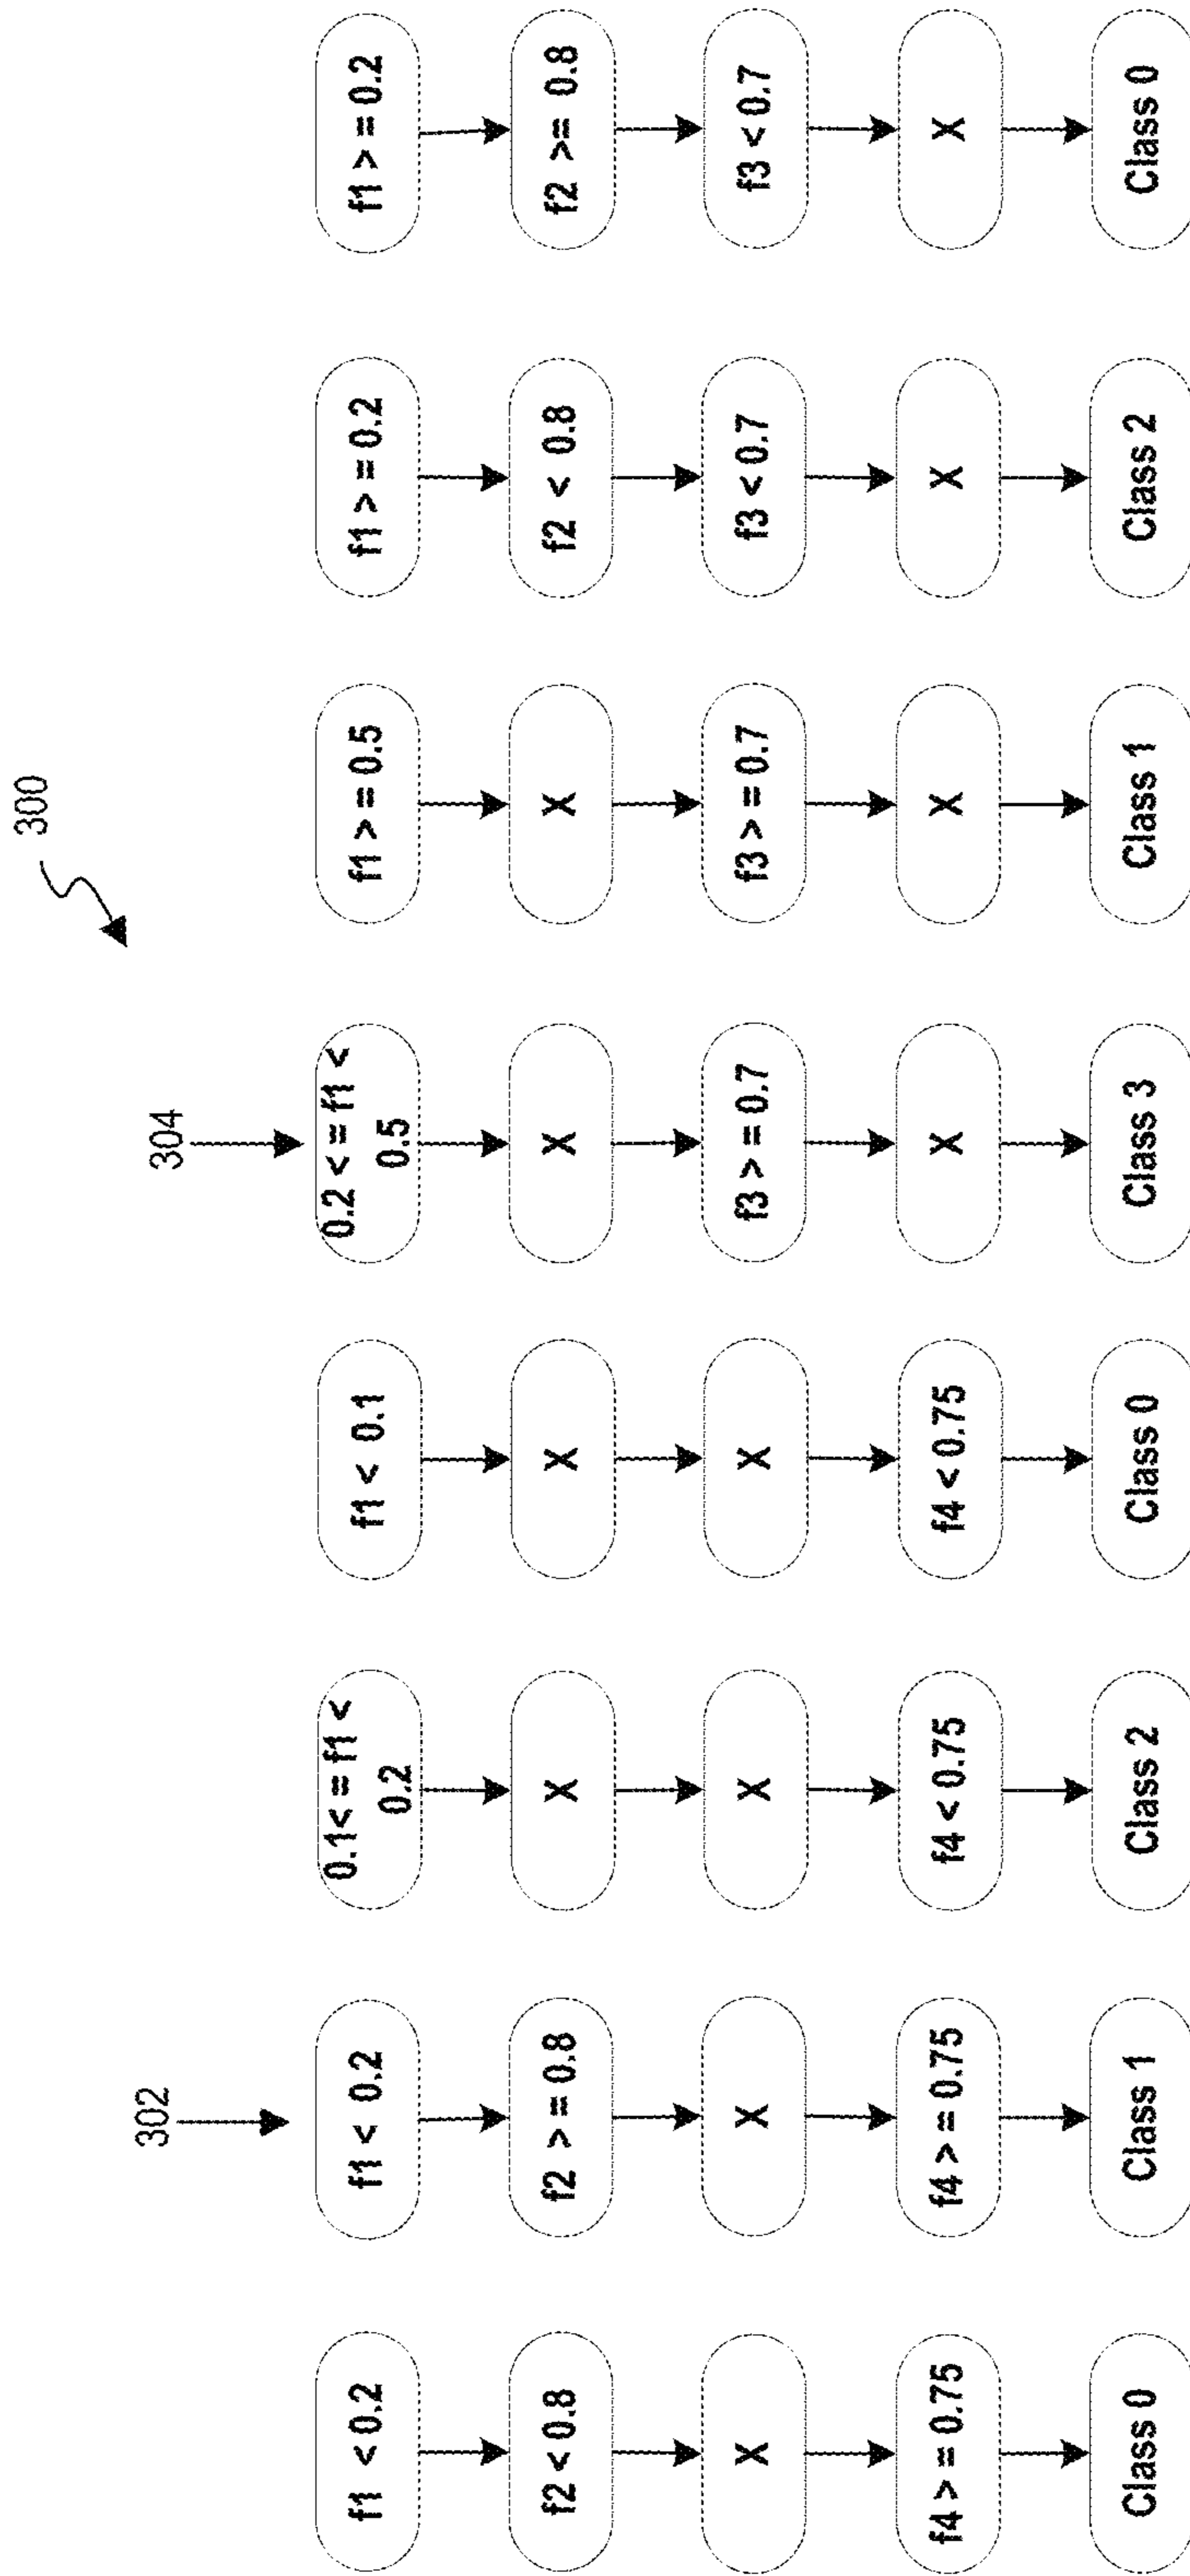 300
302
304
f1 < 0.2
f2 < 0.8
X
f4 > = 0.75
Class 0
f1 < 0.2
f2 > = 0.8
X
f4 > = 0.75
Class 1
0.1< = f1 <
0.2
X
X
f4 < 0.75
Class 2
f1 < 0.1
X
X
f4 < 0.75
Class 0
0.2 < = f1 <
0.5
X
f3 > = 0.7
X
Class 3
f1 > = 0.5
X
f3 > = 0.7
X
Class 1
f1 > = 0.2
f2 < 0.8
f3 < 0.7
X
Class 2
f1 > = 0.2
f2 >= 0.8
f3 < 0.7
X
Class 0